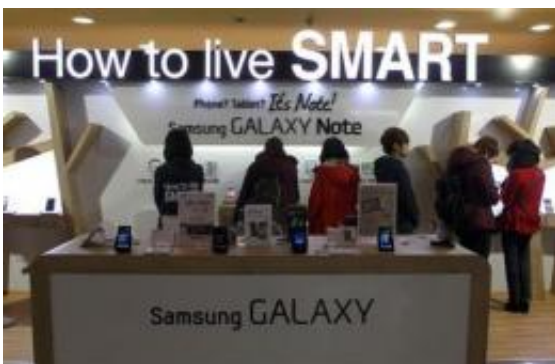 How to live SMART
Phone? Tablet? It's Note!
Samsung GALAXY Note
Samsung GALAXY